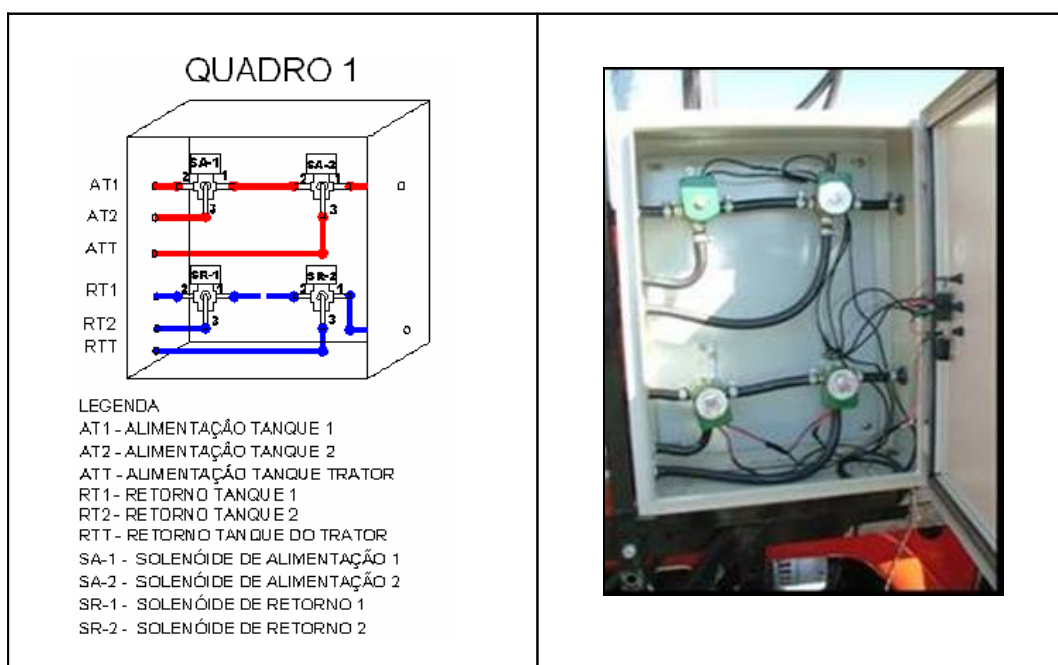 QUADRO 1
SA-1
SA-2
AT1
2
1
2
1
AT2
3
3
ATT
SR-1
SR-2
RT1
2
1
2
1
RT2
3
RTT
LEGENDA
AT1 - ALIMENTAÇÃO TANQUE 1
AT2 - ALIMENTAÇÃO TANQUE 2
ATT - ALIMENTAÇÃO TANQUE TRATOR
RT1 - RETORNO TANQUE 1
RT2 - RETORNO TANQUE 2
RTT - RETORNO TANQUE DO TRATOR
SA-1 - SOLENÓIDE DE ALIMENTAÇÃO 1
SA-2 - SOLENÓIDE DE ALIMENTAÇÃO 2
SR-1 - SOLENÓIDE DE RETORNO 1
SR-2 - SOLENÓIDE DE RETORNO 2